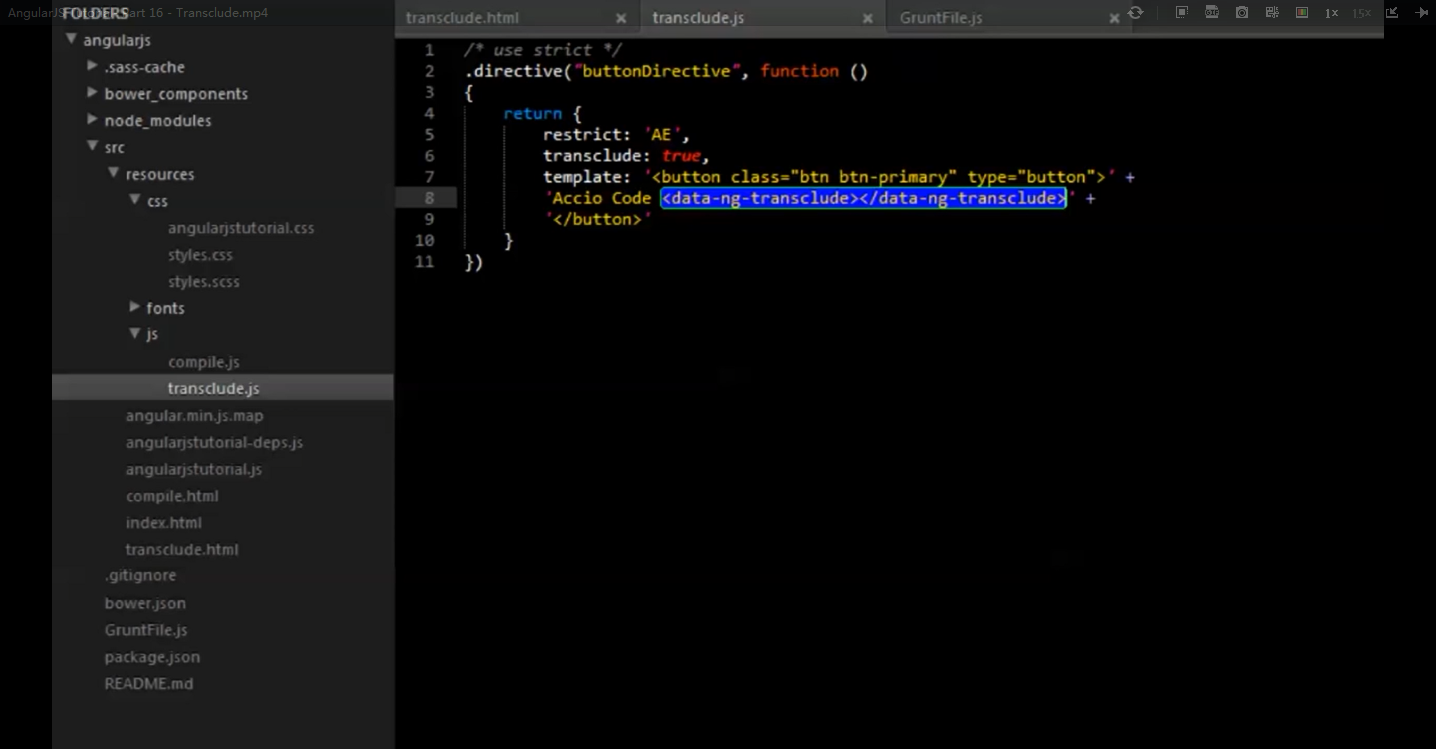 FOLDERS
angularjs
.sass-cache
bower_components
node_modules
src
resources
css
angularjstutorial.css
styles.css
styles.scss
fonts
js
compile.js
transclude.js
angular.min.js.map
angularjstutorial-deps.js
angularjstutorial.js
compile.html
index.html
transclude.html
.gitignore
bower.json
GruntFile.js
package.json
README.md
AngularJS art 16 - Transclude.mp4
1x
15x
transclude.html ×
transclude.js ×
GruntFile.js ×
1 /* use strict */
2 .directive("buttonDirective", function ()
3 {
4 return {
5 restrict: 'AE',
6 transclude: true,
7 template: '<button class="btn btn-primary" type="button">' +
8 'Accio Code <data-ng-transclude></data-ng-transclude>' +
9 '</button>'
10 }
11 })